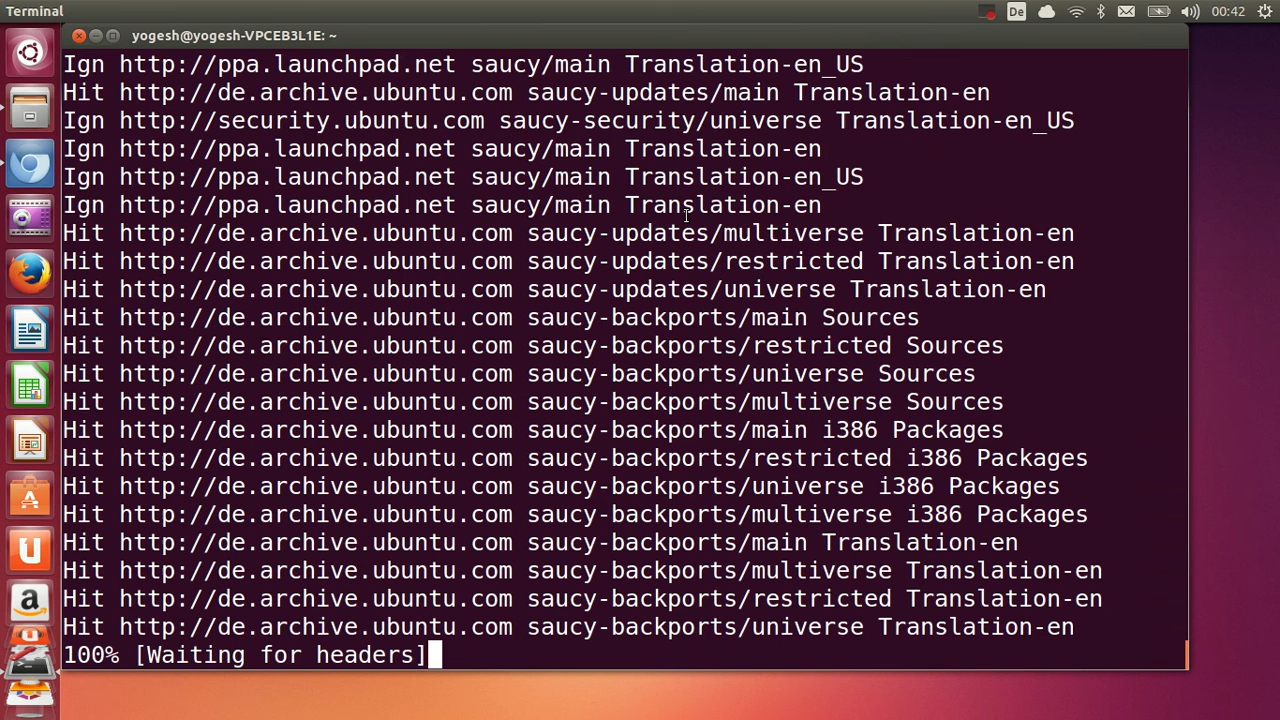 Terminal
De
00:42
yogesh@yogesh-VPCEB3L1E: ~
Ign http://ppa.launchpad.net saucy/main Translation-en_US
Hit http://de.archive.ubuntu.com saucy-updates/main Translation-en
Ign http://security.ubuntu.com saucy-security/universe Translation-en_US
Ign http://ppa.launchpad.net saucy/main Translation-en
Ign http://ppa.launchpad.net saucy/main Translation-en_US
Ign http://ppa.launchpad.net saucy/main Translation-en
Hit http://de.archive.ubuntu.com saucy-updates/multiverse Translation-en
Hit http://de.archive.ubuntu.com saucy-updates/restricted Translation-en
Hit http://de.archive.ubuntu.com saucy-updates/universe Translation-en
Hit http://de.archive.ubuntu.com saucy-backports/main Sources
Hit http://de.archive.ubuntu.com saucy-backports/restricted Sources
Hit http://de.archive.ubuntu.com saucy-backports/universe Sources
Hit http://de.archive.ubuntu.com saucy-backports/multiverse Sources
Hit http://de.archive.ubuntu.com saucy-backports/main i386 Packages
Hit http://de.archive.ubuntu.com saucy-backports/restricted i386 Packages
Hit http://de.archive.ubuntu.com saucy-backports/universe i386 Packages
Hit http://de.archive.ubuntu.com saucy-backports/multiverse i386 Packages
Hit http://de.archive.ubuntu.com saucy-backports/main Translation-en
Hit http://de.archive.ubuntu.com saucy-backports/multiverse Translation-en
Hit http://de.archive.ubuntu.com saucy-backports/restricted Translation-en
Hit http://de.archive.ubuntu.com saucy-backports/universe Translation-en
100% [Waiting for headers]